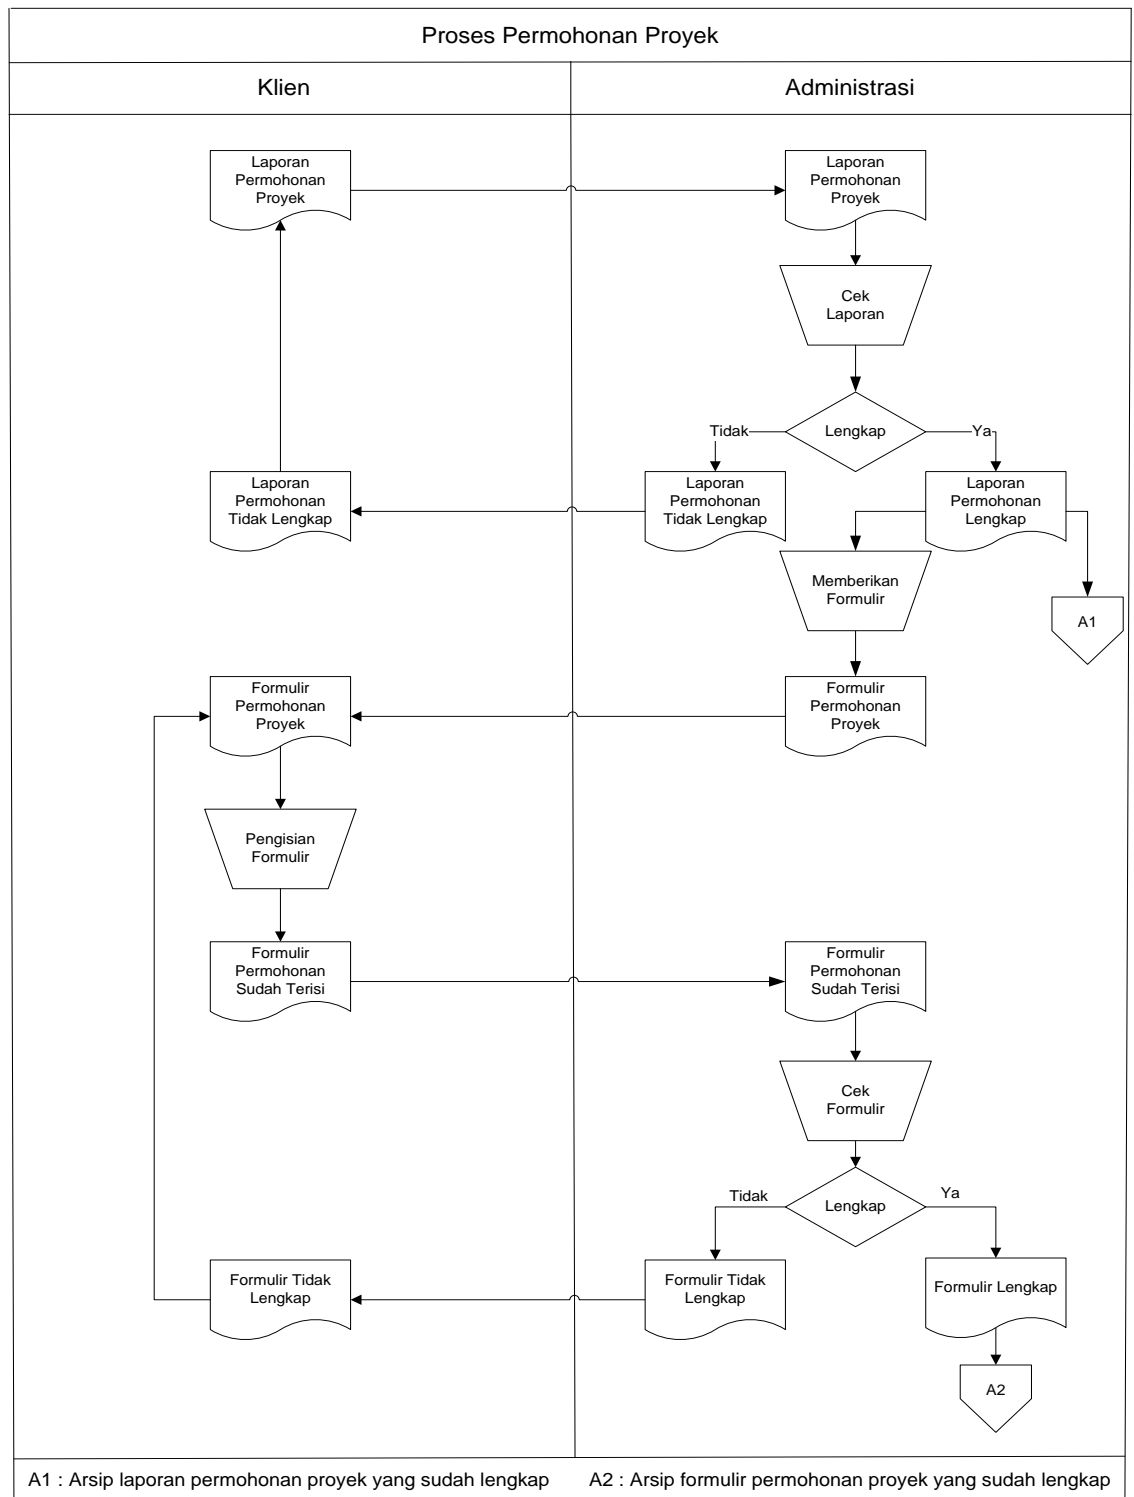 Proses Permohonan Proyek
Klien
Administrasi
Laporan
Permohonan
Proyek
Laporan
Permohonan
Proyek
Cek
Laporan
Lengkap
Tidak
Ya
Laporan
Permohonan
Tidak Lengkap
Laporan
Permohonan
Tidak Lengkap
Laporan
Permohonan
Lengkap
Memberikan
Formulir
A1
Formulir
Permohonan
Proyek
Formulir
Permohonan
Proyek
Pengisian
Formulir
Formulir
Permohonan
Sudah Terisi
Formulir
Permohonan
Sudah Terisi
Cek
Formulir
Lengkap
Tidak
Ya
Formulir Tidak
Lengkap
Formulir Tidak
Lengkap
Formulir Lengkap
A2
A1 : Arsip laporan permohonan proyek yang sudah lengkap
A2 : Arsip formulir permohonan proyek yang sudah lengkap